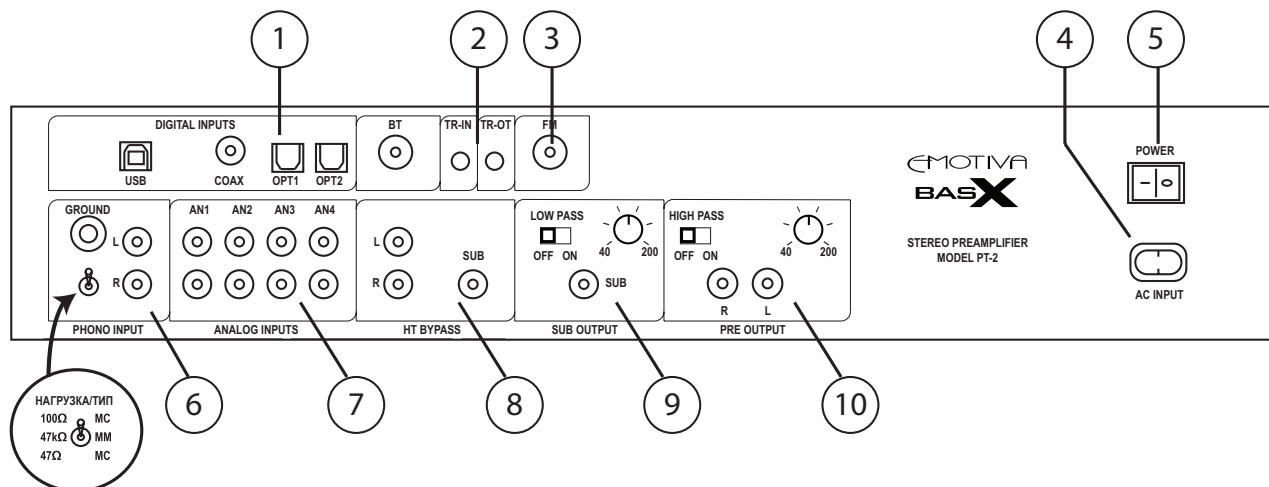 1 2 3 4 5
DIGITAL INPUTS BT TR-IN TR-OT FM
USB COAX OPT1 OPT2
POWER
EMOTIVA
BASX
STEREO PREAMPLIFIER
MODEL PT-2
AC INPUT
GROUND AN1 AN2 AN3 AN4
L
R
PHONO INPUT
ANALOG INPUTS
L
R
SUB
HT BYPASS
LOW PASS
OFF ON
40 200
SUB
SUB OUTPUT
HIGH PASS
OFF ON
40 200
R L
PRE OUTPUT
6 7 8 9 10
НАГРУЗКА/ТИП
100Ω МС
47kΩ ММ
47Ω МС